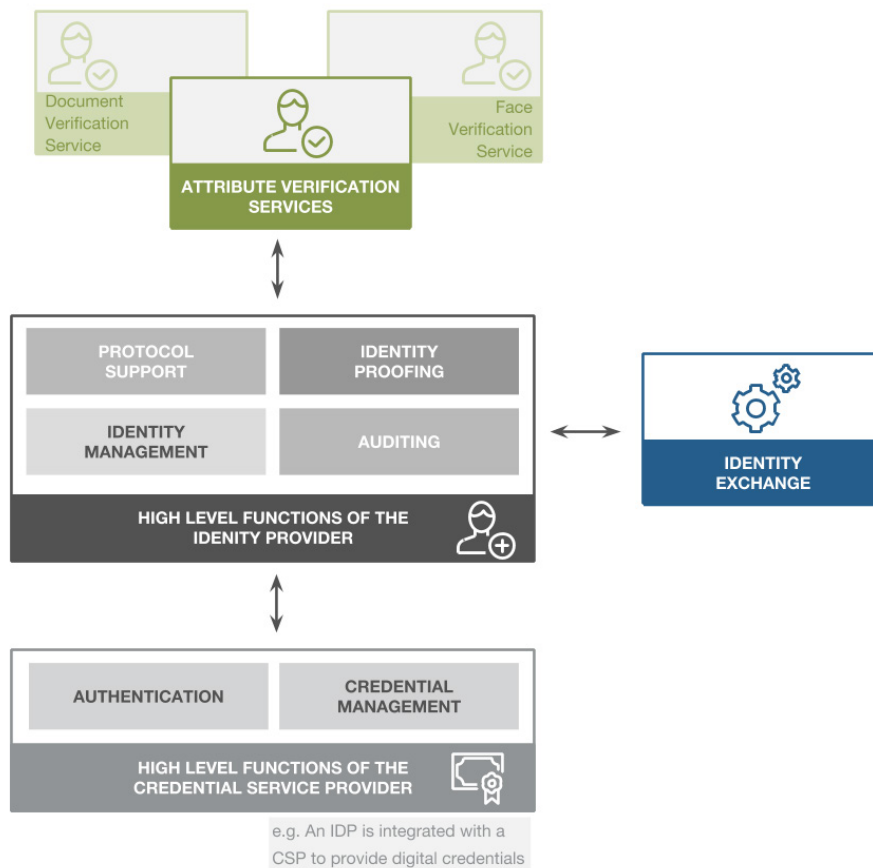 Document
Verification
Service
Face
Verification
Service
ATTRIBUTE VERIFICATION
SERVICES
PROTOCOL
SUPPORT
IDENTITY
PROOFING
IDENTITY
MANAGEMENT
AUDITING
HIGH LEVEL FUNCTIONS OF THE
IDENITY PROVIDER
IDENTITY
EXCHANGE
AUTHENTICATION
CREDENTIAL
MANAGEMENT
HIGH LEVEL FUNCTIONS OF THE
CREDENTIAL SERVICE PROVIDER
e.g. An IDP is integrated with a
CSP to provide digital credentials